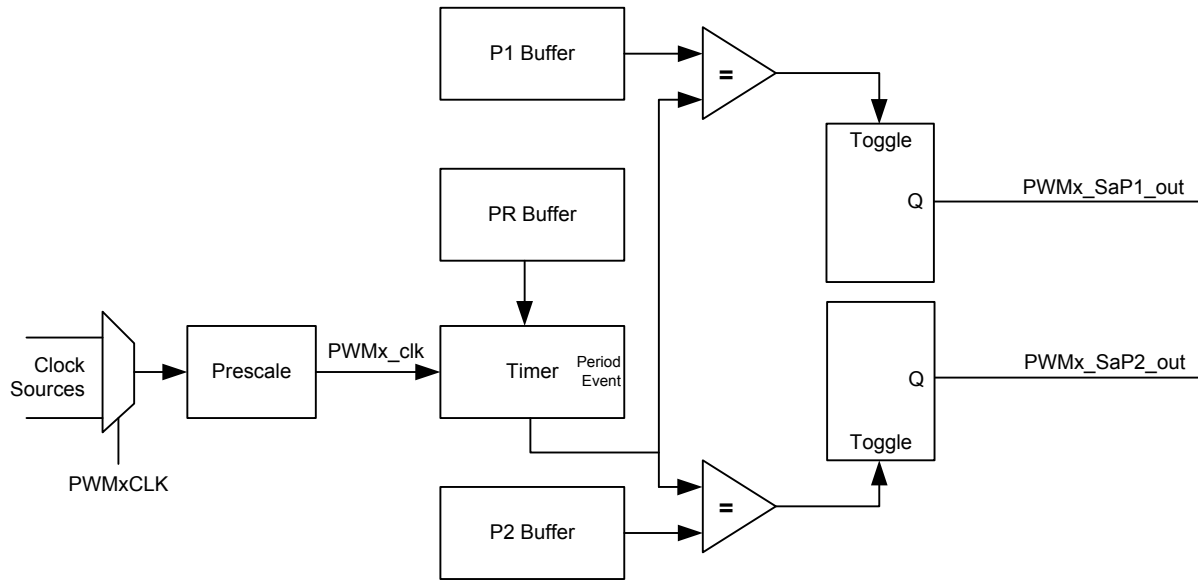 P1 Buffer
=
Toggle
Q
PWMx_SaP1_out
PR Buffer
Clock
Sources
PWMxCLK
Prescale
PWMx_clk
Timer
Period
Event
Q
Toggle
PWMx_SaP2_out
P2 Buffer
=